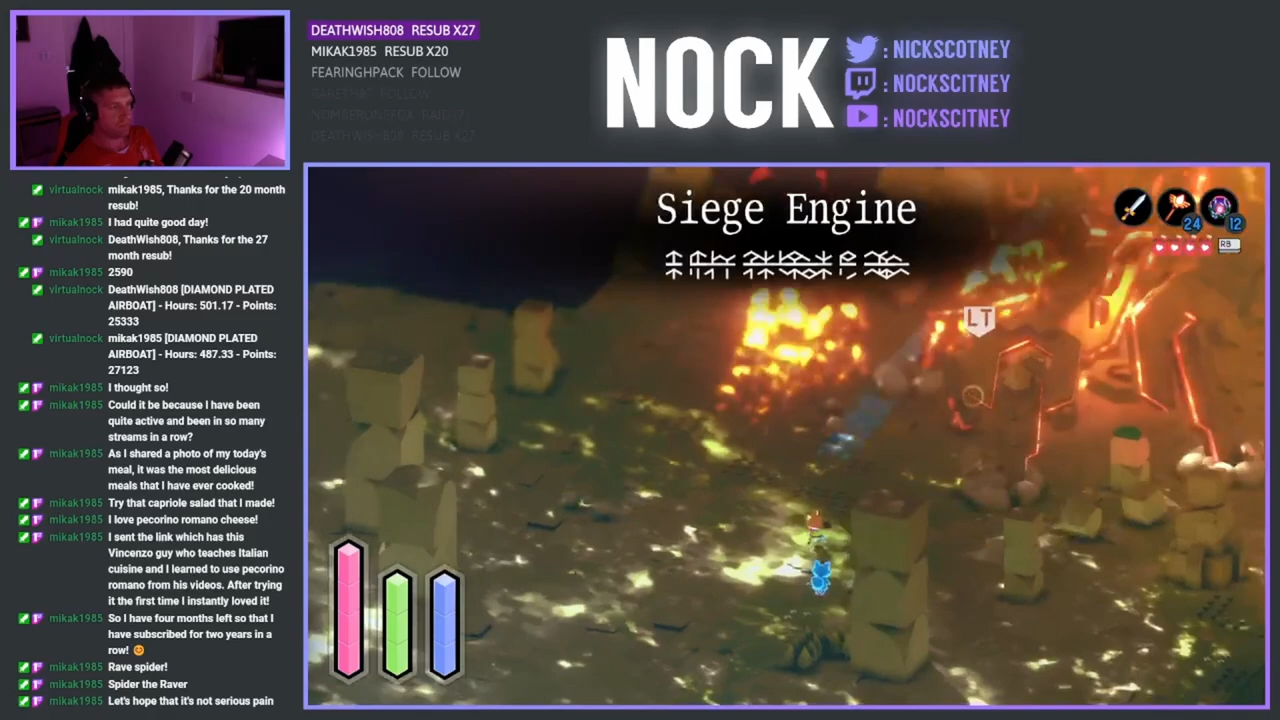 DEATHWISH808 RESUB X27
MIKAK1985 RESUB X20
FEARINGHPACK FOLLOW
NOCK
: NICKSCOTNEY
: NOCKSCITNEY
: NOCKSCITNEY
virtualnock mikak1985, Thanks for the 20 month
resub!
mikak1985 I had quite good day!
virtualnock DeathWish808, Thanks for the 27
month resub!
mikak1985 2590
virtualnock DeathWish808 [DIAMOND PLATED
AIRBOAT] - Hours: 501.17 - Points:
25333
virtualnock mikak1985 [DIAMOND PLATED
AIRBOAT] - Hours: 487.33 - Points:
27123
mikak1985 I thought so!
mikak1985 Could it be because I have been
quite active and been in so many
streams in a row?
mikak1985 As I shared a photo of my today's
meal, it was the most delicious
meals that I have ever cooked!
mikak1985 Try that capriole salad that I made!
mikak1985 I love pecorino romano cheese!
mikak1985 I sent the link which has this
Vincenzo guy who teaches Italian
cuisine and I learned to use pecorino
romano from his videos. After trying
it the first time I instantly loved it!
mikak1985 So I have four months left so that I
have subscribed for two years in a
row! 😊
mikak1985 Rave spider!
mikak1985 Spider the Raver
mikak1985 Let's hope that it's not serious pain
Siege Engine
24
12
RB
LT